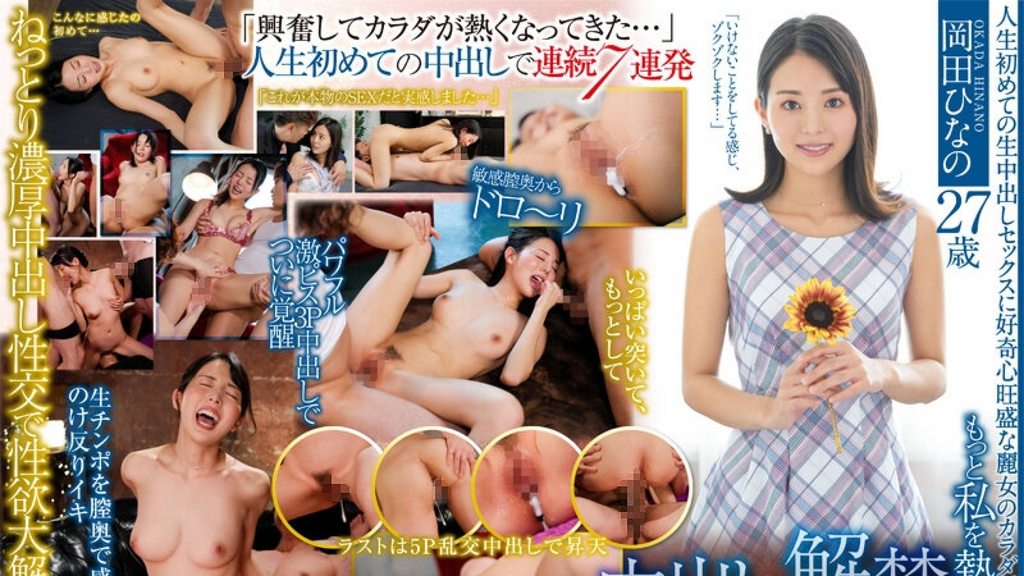 人生初めての生中出しセックスに好奇心旺盛な麗女のカラダ
もっと私を熱
岡田ひなの
OKADA HINANO
27歳
「いけないことをしてる感じ、
ゾクゾクします…」
解禁
「興奮してカラダが熱くなってきた…」
人生初めての中出しで連続7連発
「これが本物のSEXだと実感しました…」
敏感膣奥から
ドロ〜リ
いっぱい突いて、
もっとして
パワフル
激ピス3P中出しで
ついに覚醒
こんなに感じたの
初めて…
ねっとり濃厚中出し性交で性欲大解
生チンポを膣奥で感
のけ反りイキ
ラストは5P乱交中出しで昇天